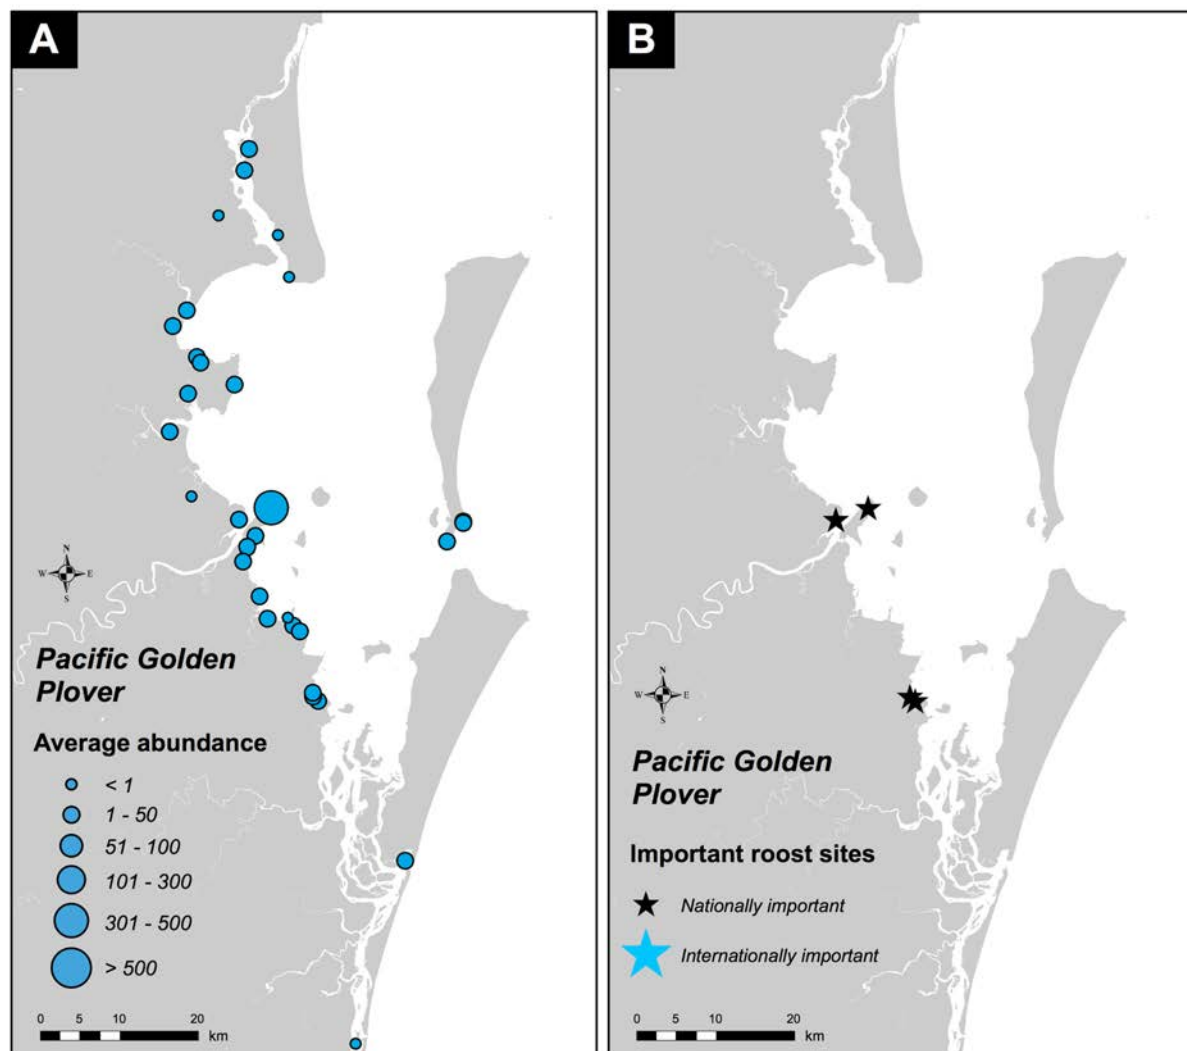 A
N
W E
S
Pacific Golden
Plover
Average abundance
< 1
1 - 50
51 - 100
101 - 300
301 - 500
> 500
0 5 10 20
km
B
N
W E
S
Pacific Golden
Plover
Important roost sites
Nationally important
Internationally important
0 5 10 20
km